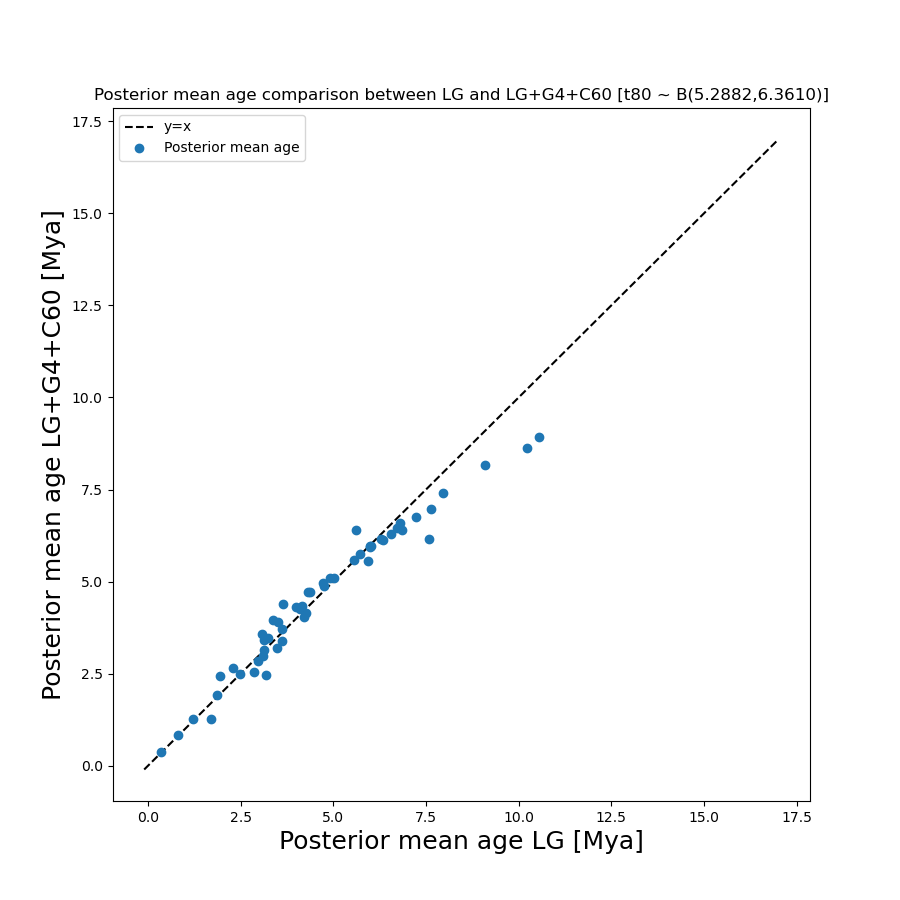 Posterior mean age comparison between LG and LG+G4+C60 [t80 ~ B(5.2882,6.3610)]
y=x
Posterior mean age
17.5
15.0
12.5
10.0
7.5
5.0
2.5
0.0
Posterior mean age LG+G4+C60 [Mya]
0.0 2.5 5.0 7.5 10.0 12.5 15.0 17.5
Posterior mean age LG [Mya]